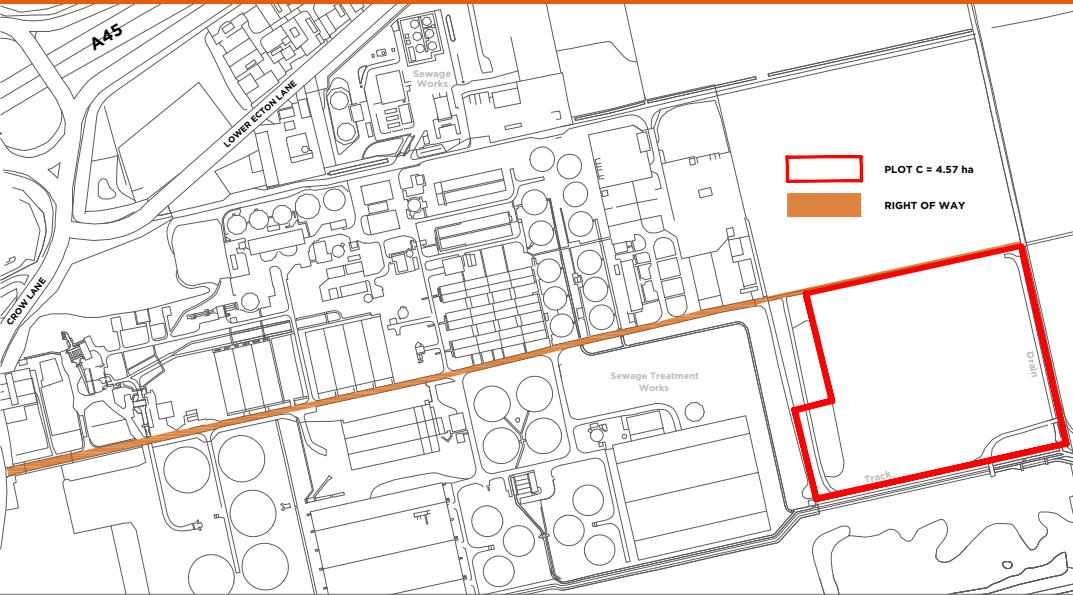 A45
Sewage
Works
LOWER ECTON LANE
PLOT C = 4.57 ha
RIGHT OF WAY
CROW LANE
Drain
Sewage Treatment
Works
Track